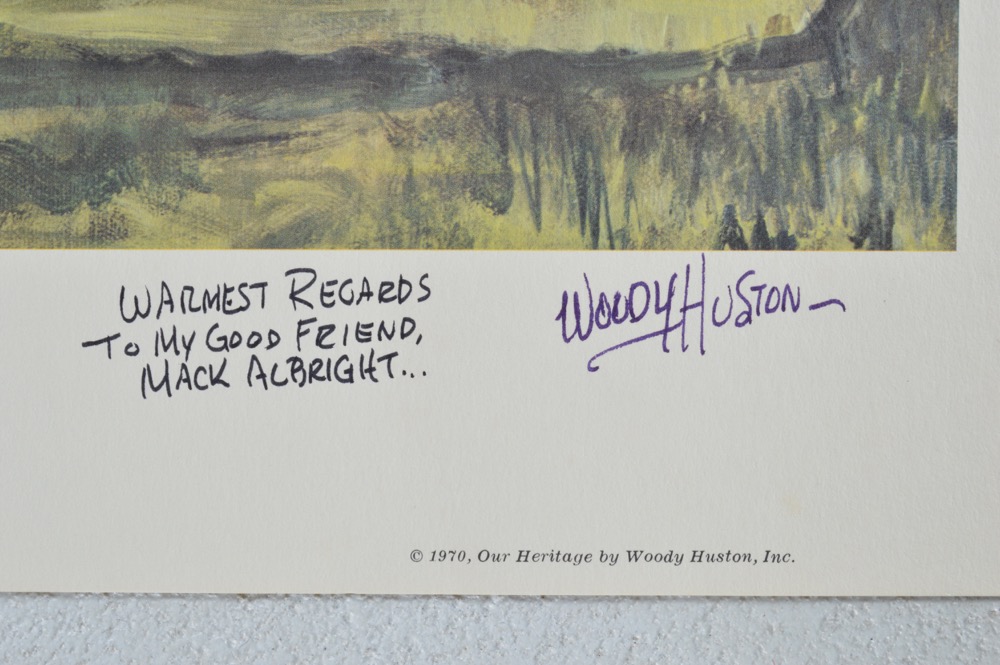 WARMEST REGARDS
TO MY GOOD FRIEND,
MACK ALBRIGHT...
WOODY HUSTON
© 1970, Our Heritage by Woody Huston, Inc.